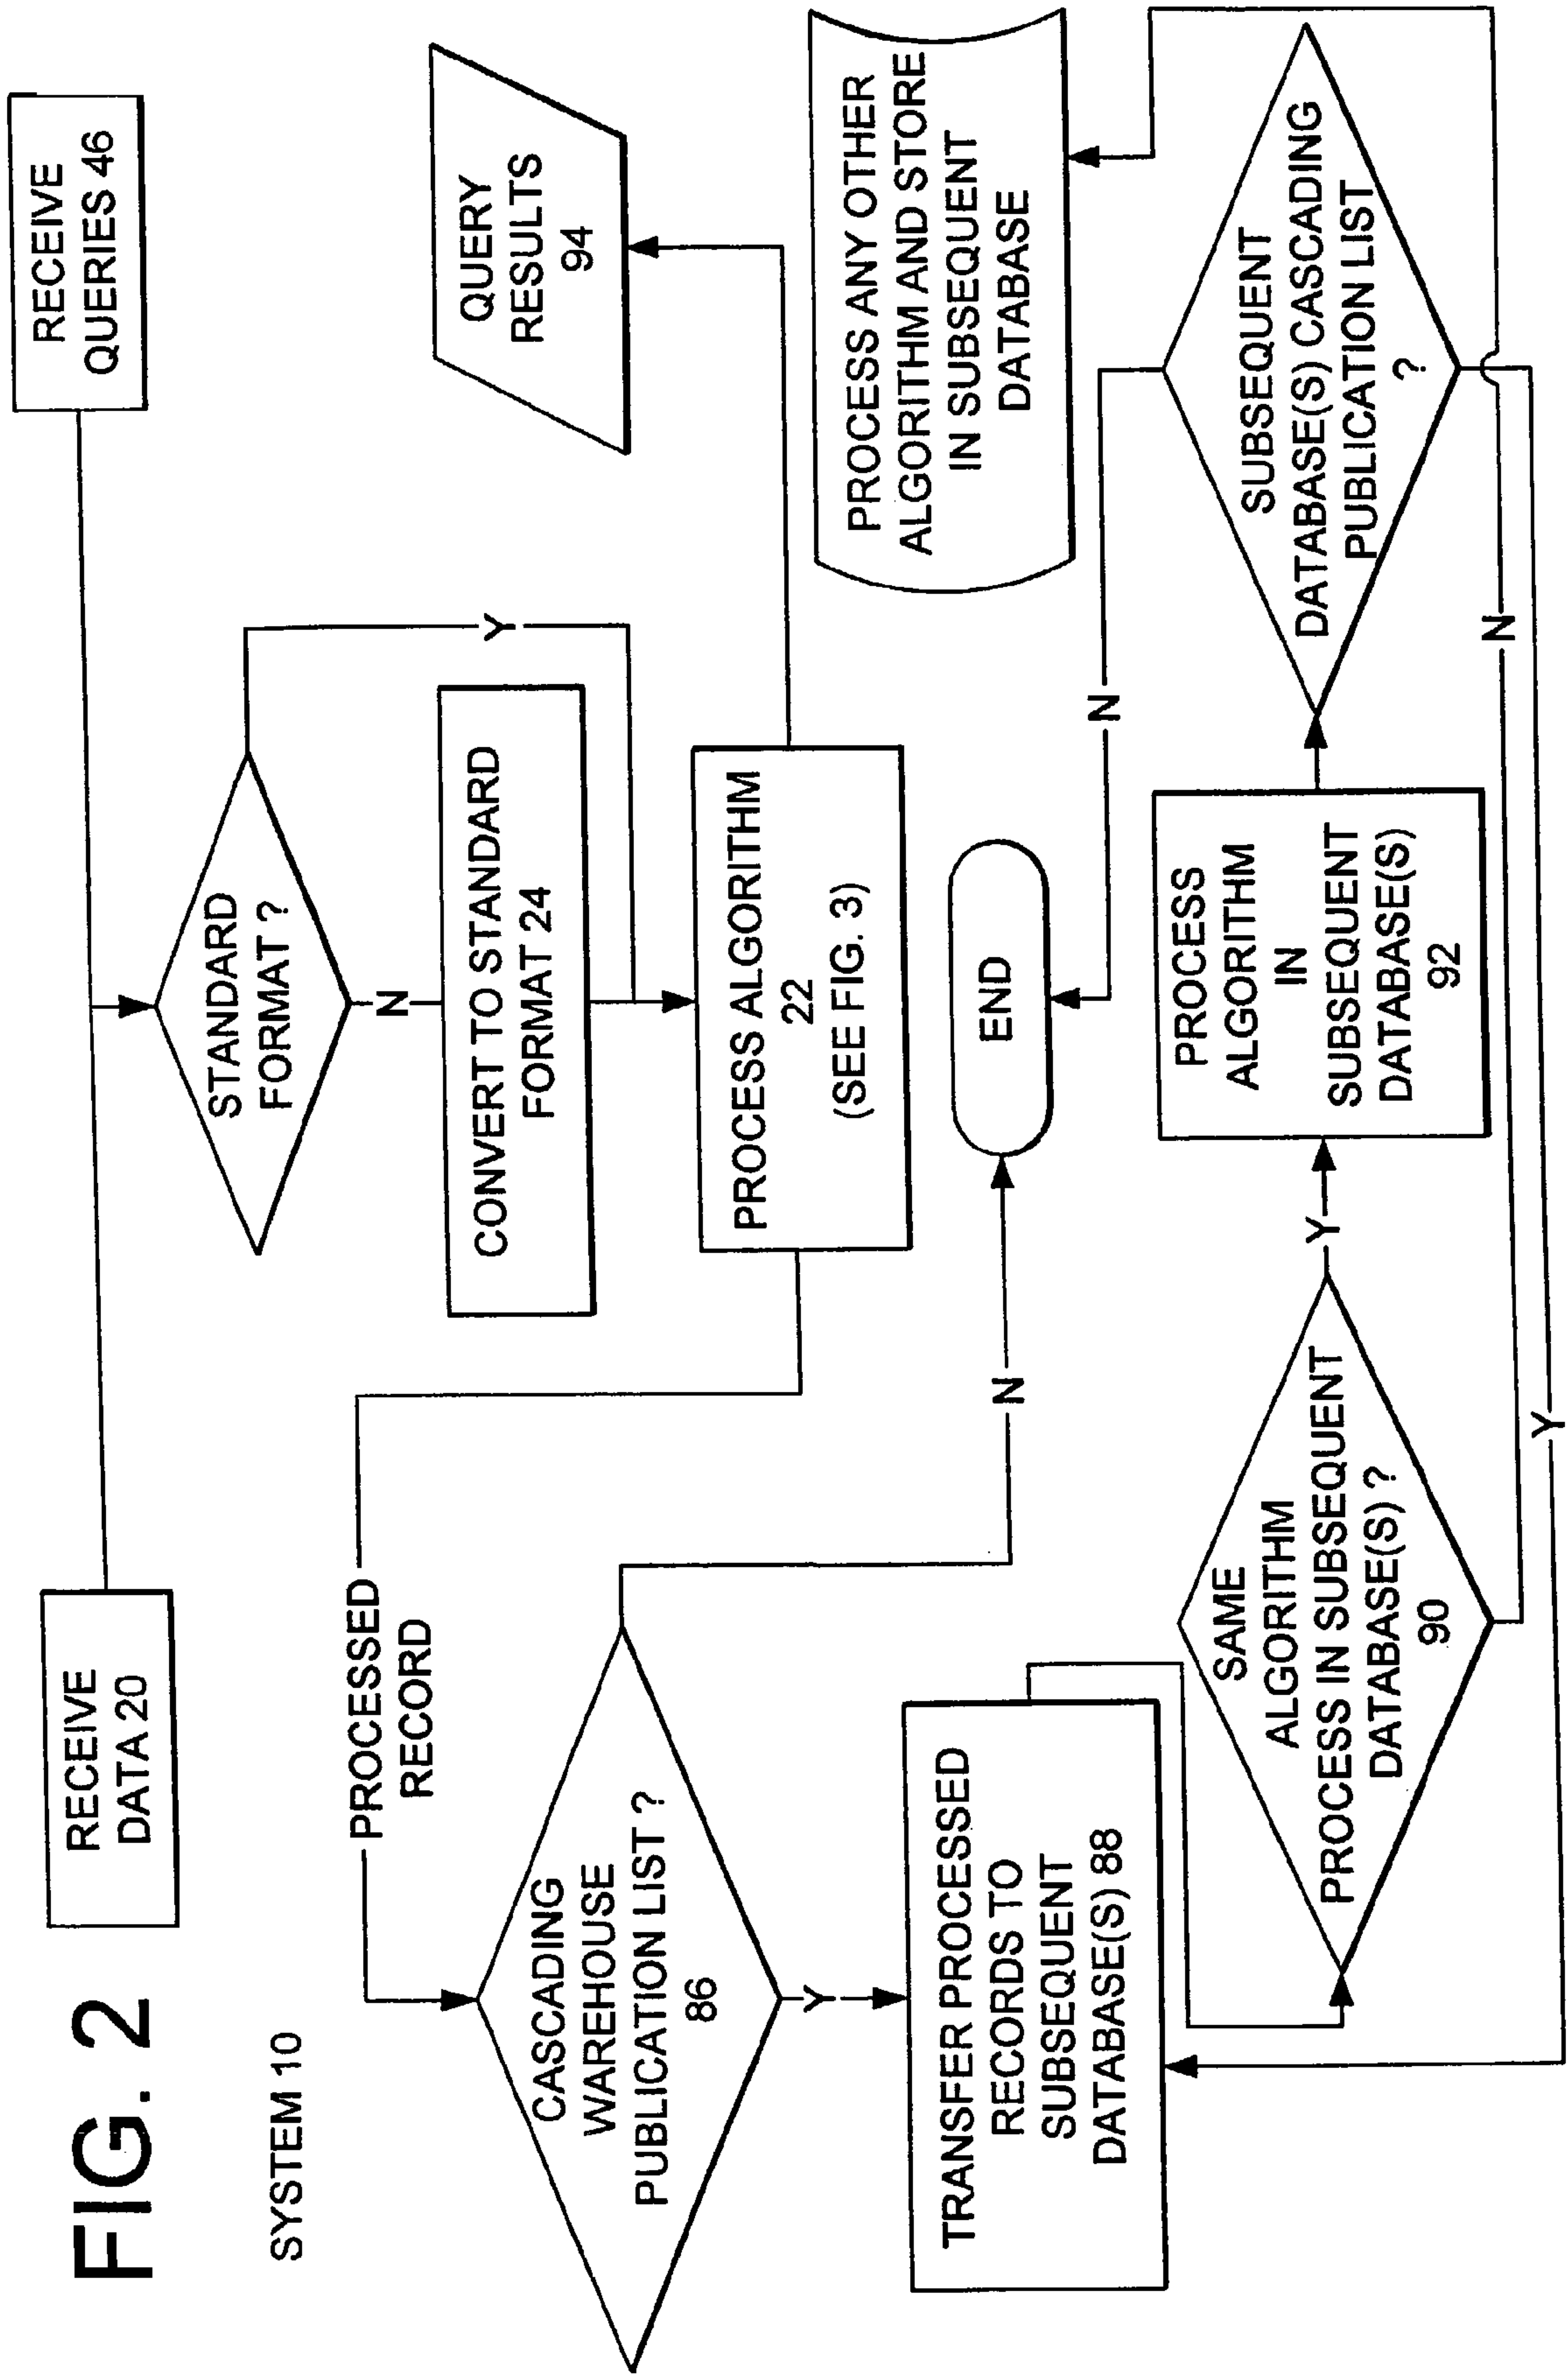 FIG. 2
SYSTEM 10
RECEIVE
DATA 20
RECEIVE
QUERIES 46
STANDARD
FORMAT ?
Y
N
CONVERT TO STANDARD
FORMAT 24
PROCESS ALGORITHM
22
(SEE FIG. 3)
QUERY
RESULTS
94
PROCESSED
RECORD
CASCADING
WAREHOUSE
PUBLICATION LIST ?
86
N
END
Y
TRANSFER PROCESSED
RECORDS TO
SUBSEQUENT
DATABASE(S) 88
SAME
ALGORITHM
PROCESS IN SUBSEQUENT
DATABASE(S) ?
90
Y
PROCESS
ALGORITHM
IN
SUBSEQUENT
DATABASE(S)
92
SUBSEQUENT
DATABASE(S) CASCADING
PUBLICATION LIST
?
N
PROCESS ANY OTHER
ALGORITHM AND STORE
IN SUBSEQUENT
DATABASE
N
Y